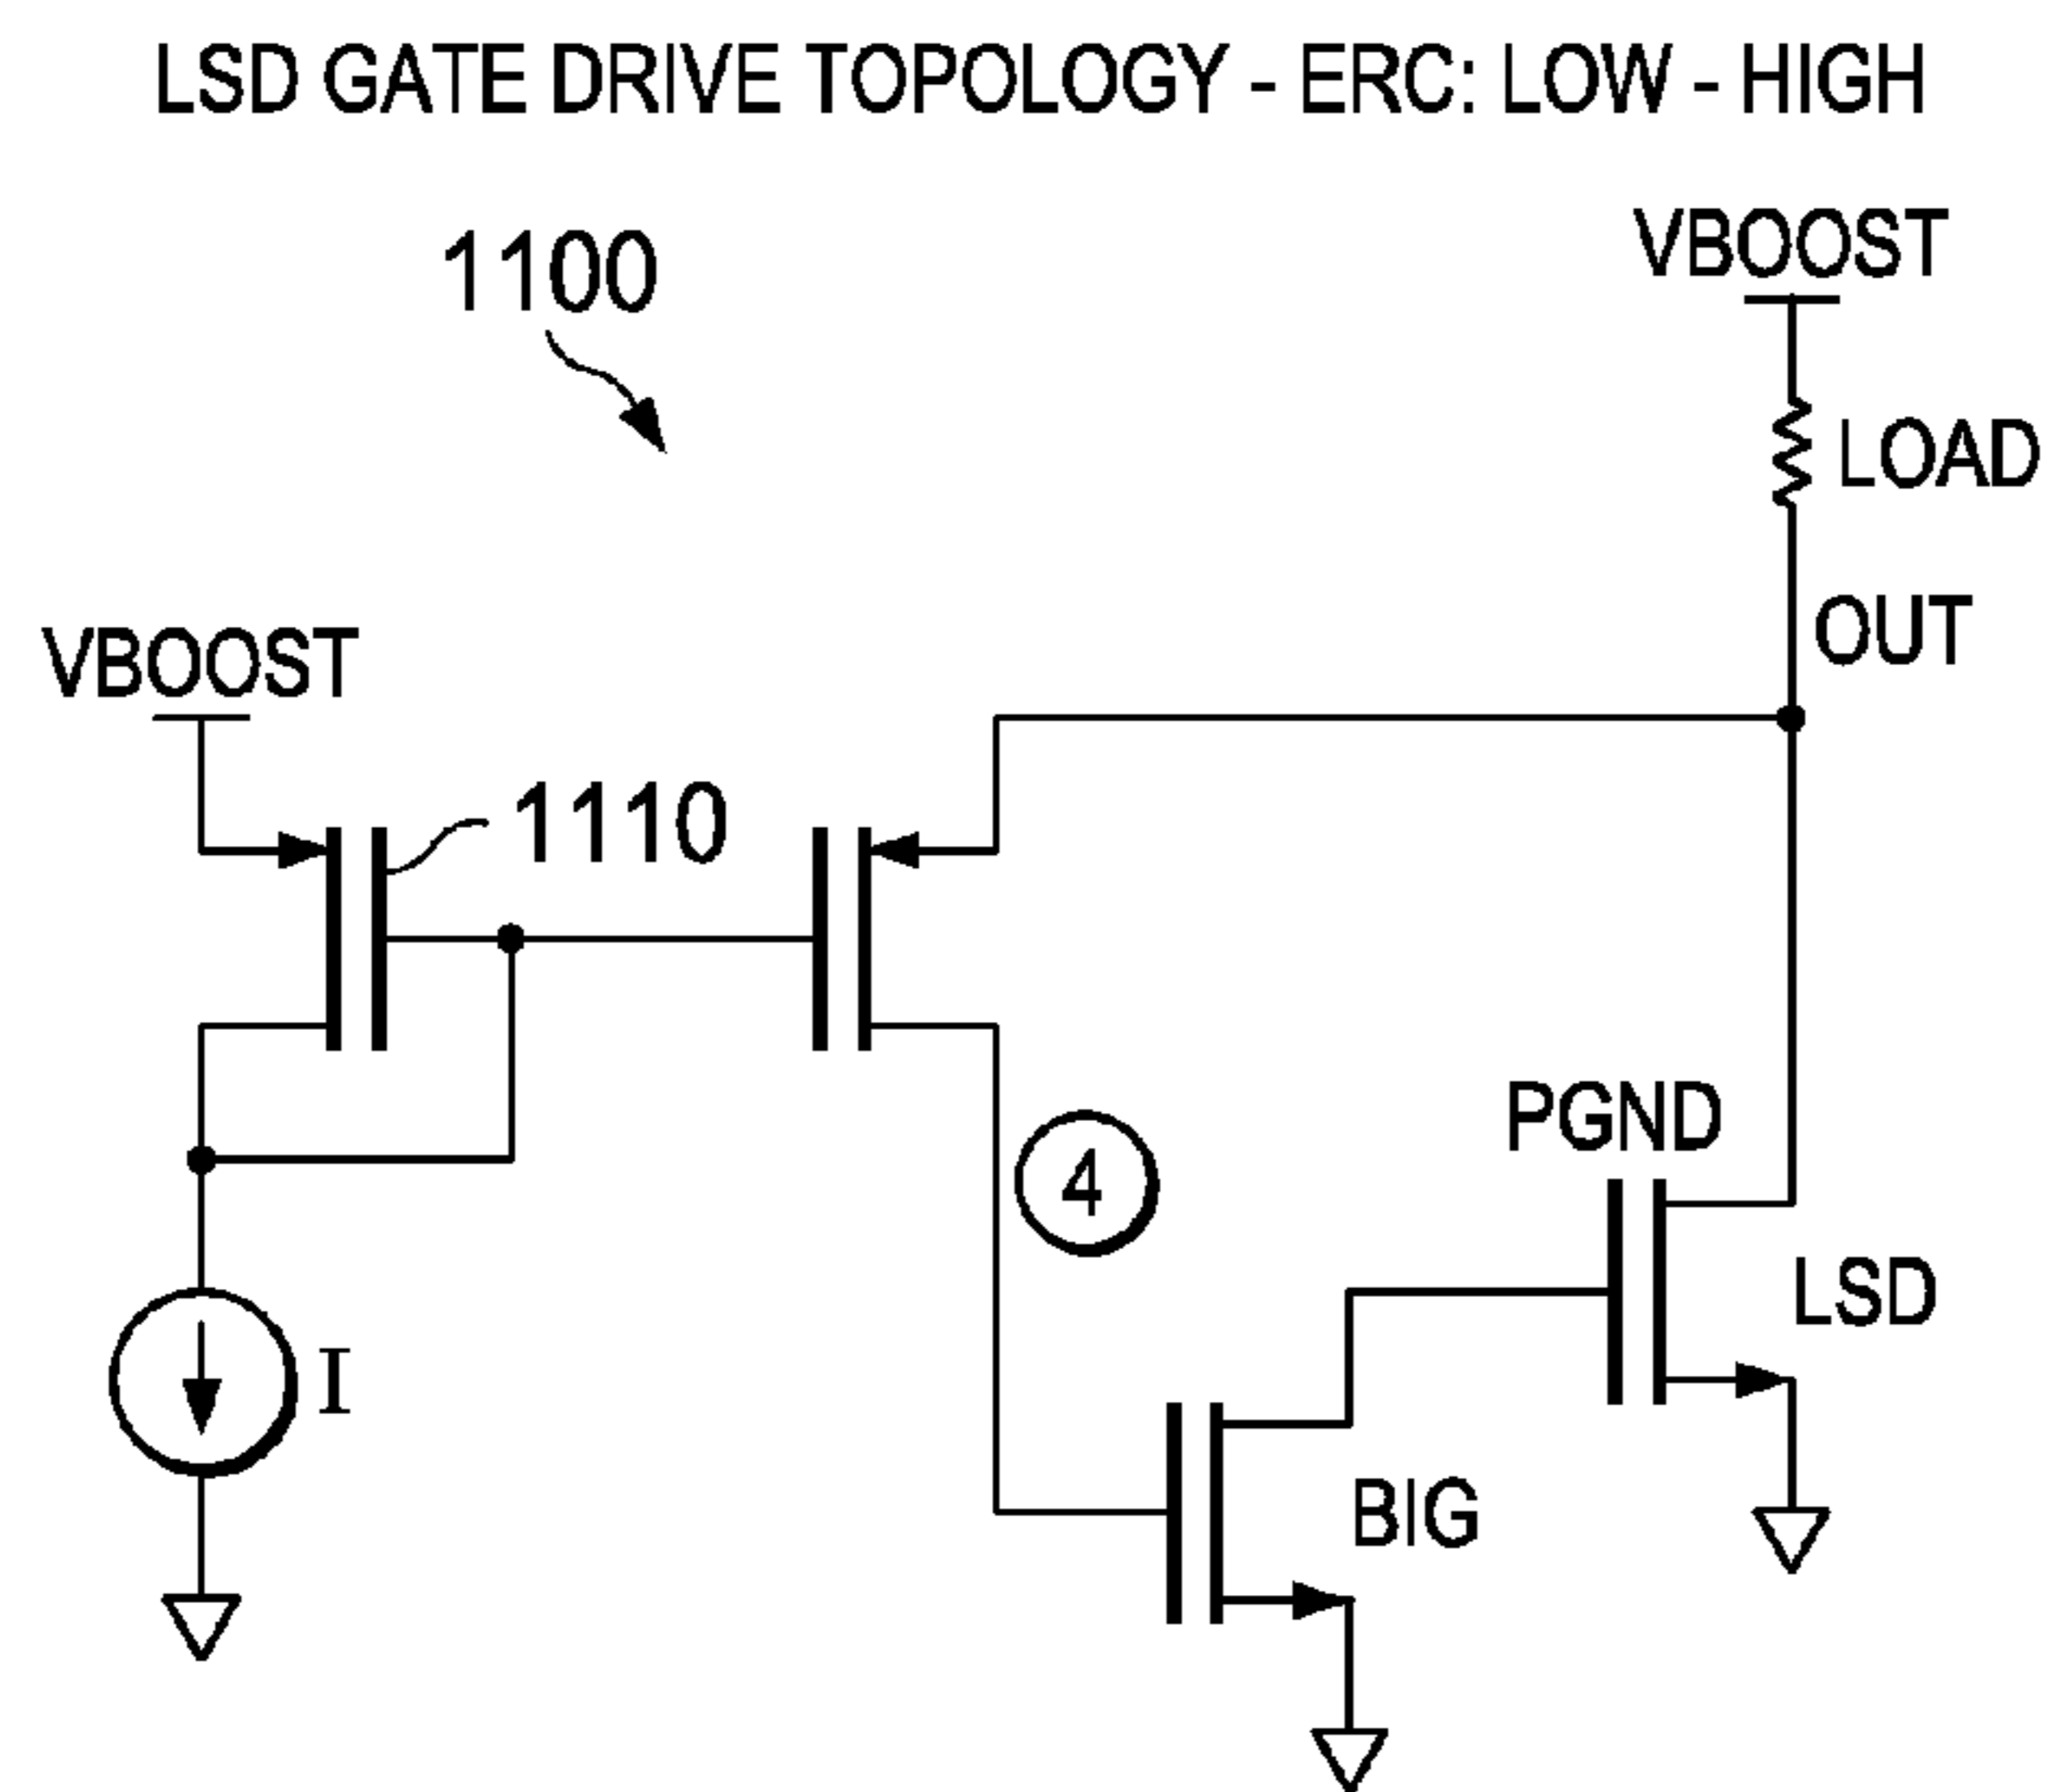 LSD GATE DRIVE TOPOLOGY - ERC: LOW - HIGH
1100
VBOOST
LOAD
OUT
VBOOST
1110
4
PGND
LSD
I
BIG